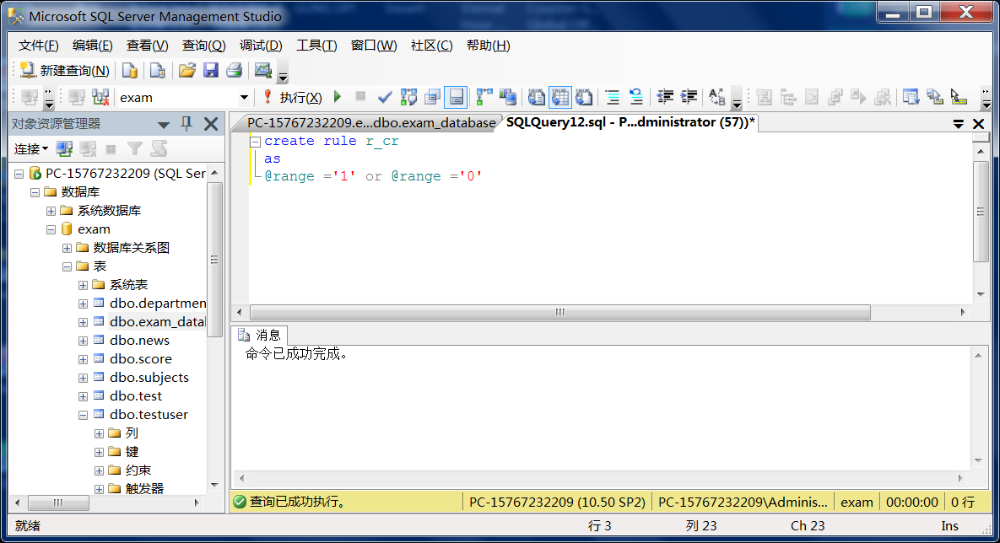 Microsoft SQL Server Management Studio
文件(F) 编辑(E) 查看(V) 查询(Q) 调试(D) 工具(T) 窗口(W) 社区(C) 帮助(H)
新建查询(N)
exam 执行(X)
对象资源管理器
连接
PC-15767232209 (SQL Ser
数据库
系统数据库
exam
数据库关系图
表
系统表
dbo.departmen
dbo.exam_data
dbo.news
dbo.score
dbo.subjects
dbo.test
dbo.testuser
列
键
约束
触发器
PC-15767232209.e...dbo.exam_database SQLQuery12.sql - P...dministrator (57))*
create rule r_cr
as
@range ='1' or @range ='0'
消息
命令已成功完成。
查询已成功执行。 PC-15767232209 (10.50 SP2) PC-15767232209\Adminis... exam 00:00:00 0 行
就绪 行 3 列 23 Ch 23 Ins